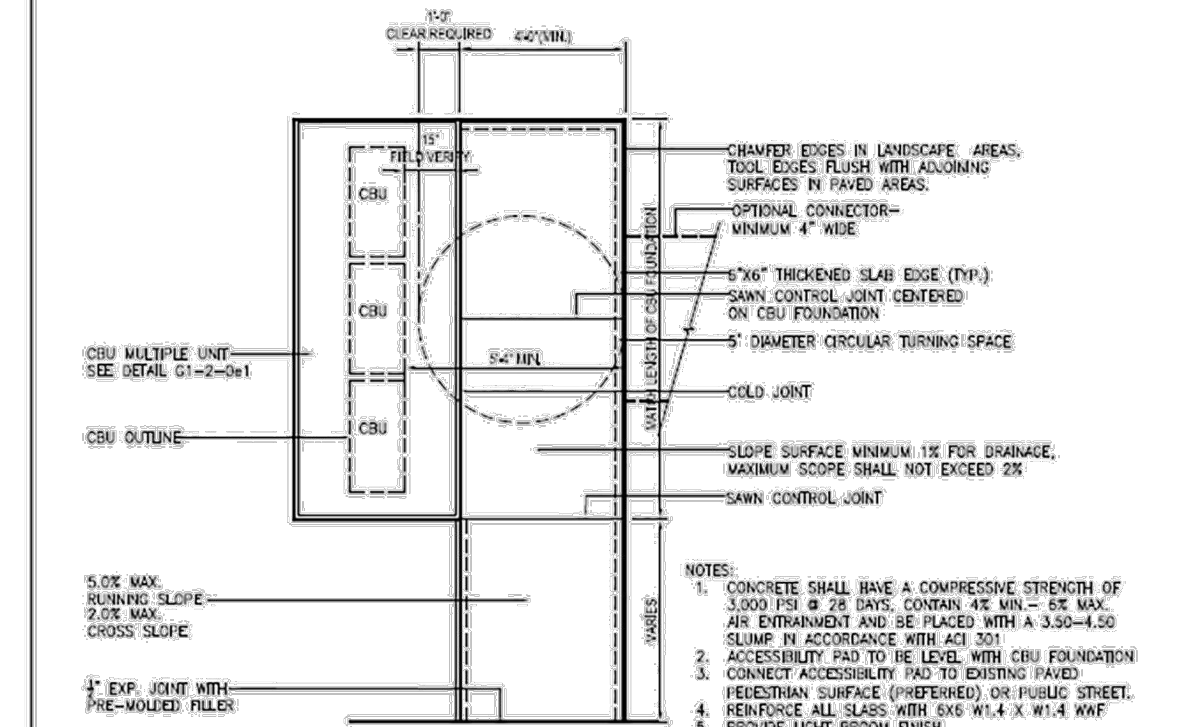 1'-0"
CLEAR REQUIRED
4'-0"(MIN.)
15"
FIELD VERIFY
CBU
CBU
CBU
5'-4" MIN.
MATCH LENGTH OF CBU FOUNDATION
VARIES
CHAMFER EDGES IN LANDSCAPE AREAS,
TOOL EDGES FLUSH WITH ADJOINING
SURFACES IN PAVED AREAS.
OPTIONAL CONNECTOR-
MINIMUM 4" WIDE
6"X6" THICKENED SLAB EDGE (TYP.)
SAWN CONTROL JOINT CENTERED
ON CBU FOUNDATION
5' DIAMETER CIRCULAR TURNING SPACE
COLD JOINT
SLOPE SURFACE MINIMUM 1% FOR DRAINAGE,
MAXIMUM SCOPE SHALL NOT EXCEED 2%
SAWN CONTROL JOINT
CBU MULTIPLE UNIT
SEE DETAIL G1-2-0e1
CBU OUTLINE
5.0% MAX.
RUNNING SLOPE
2.0% MAX.
CROSS SLOPE
EXP. JOINT WITH
PRE-MOLDED FILLER
NOTES:
1. CONCRETE SHALL HAVE A COMPRESSIVE STRENGTH OF
3,000 PSI @ 28 DAYS, CONTAIN 4% MIN.- 6% MAX.
AIR ENTRAINMENT AND BE PLACED WITH A 3.50-4.50
SLUMP IN ACCORDANCE WITH ACI 301
2. ACCESSIBILITY PAD TO BE LEVEL WITH CBU FOUNDATION
3. CONNECT ACCESSIBILITY PAD TO EXISTING PAVED
PEDESTRIAN SURFACE (PREFERRED) OR PUBLIC STREET.
4. REINFORCE ALL SLABS WITH 6X6 W1.4 X W1.4 WWF
5. PROVIDE LIGHT BROOM FINISH